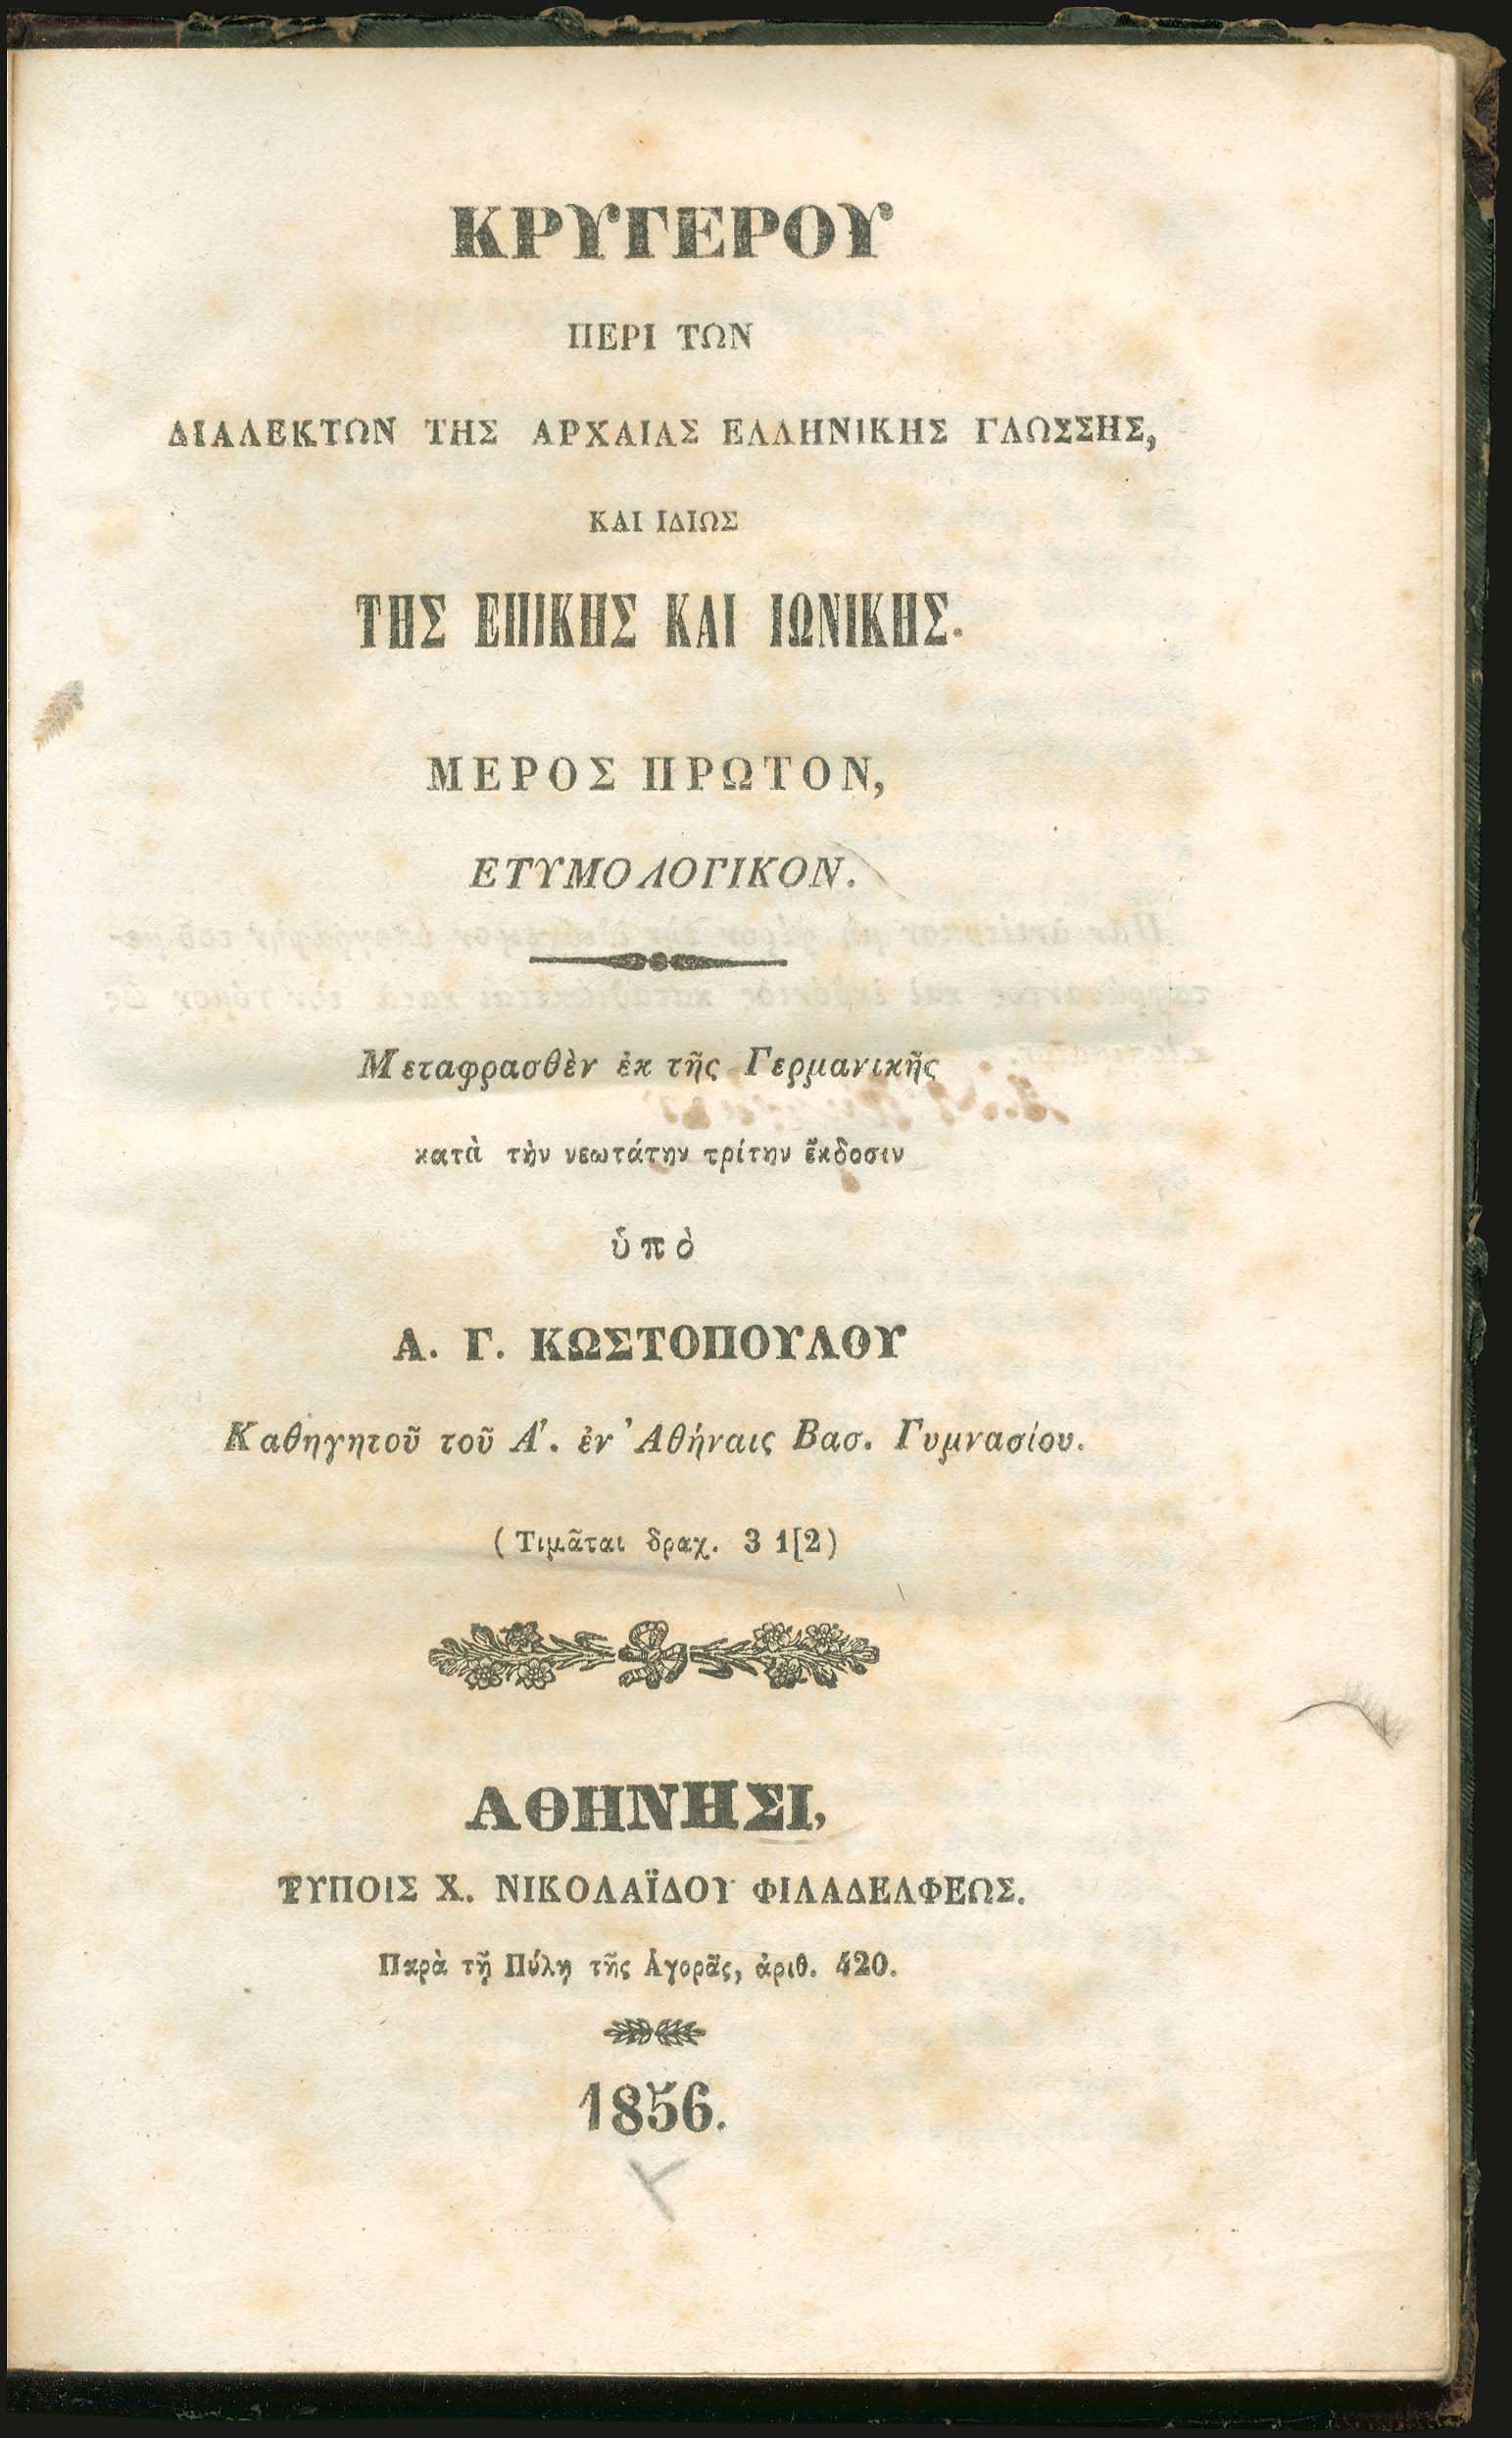 ΚΡΥΓΕΡΟΥ
ΠΕΡΙ ΤΩΝ
ΔΙΑΛΕΚΤΩΝ ΤΗΣ ΑΡΧΑΙΑΣ ΕΛΛΗΝΙΚΗΣ ΓΛΩΣΣΗΣ,
ΚΑΙ ΙΔΙΩΣ
ΤΗΣ ΕΠΙΚΗΣ ΚΑΙ ΙΩΝΙΚΗΣ.
ΜΕΡΟΣ ΠΡΩΤΟΝ,
ΕΤΥΜΟΛΟΓΙΚΟΝ.
Μεταφρασθὲν ἐκ τῆς Γερμανικῆς
κατὰ τὴν νεωτάτην τρίτην ἔκδοσιν
ὑπὸ
Α. Γ. ΚΩΣΤΟΠΟΥΛΟΥ
Καθηγητοῦ τοῦ Α'. ἐν Ἀθήναις Βασ. Γυμνασίου.
(Τιμᾶται δραχ. 3 1[2)
ΑΘΗΝΗΣΙ,
ΤΥΠΟΙΣ Χ. ΝΙΚΟΛΑΪΔΟΥ ΦΙΛΑΔΕΛΦΕΩΣ.
Παρὰ τῇ Πύλῃ τῆς Ἀγορᾶς, ἀριθ. 420.
1856.